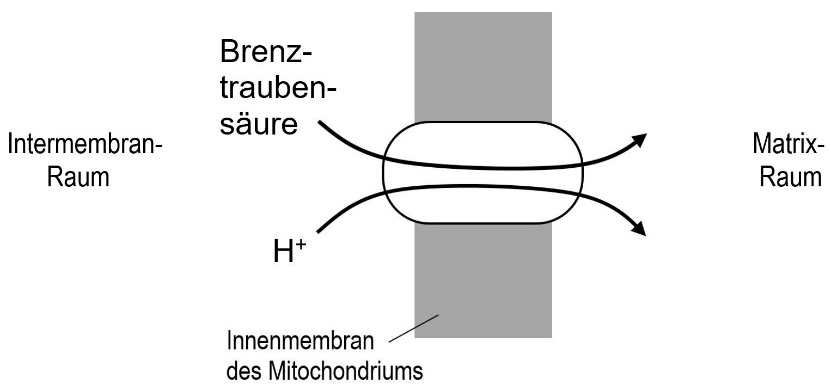 Brenz-
trauben-
säure
Intermembran-
Raum
Matrix-
Raum
H⁺
Innenmembran
des Mitochondriums